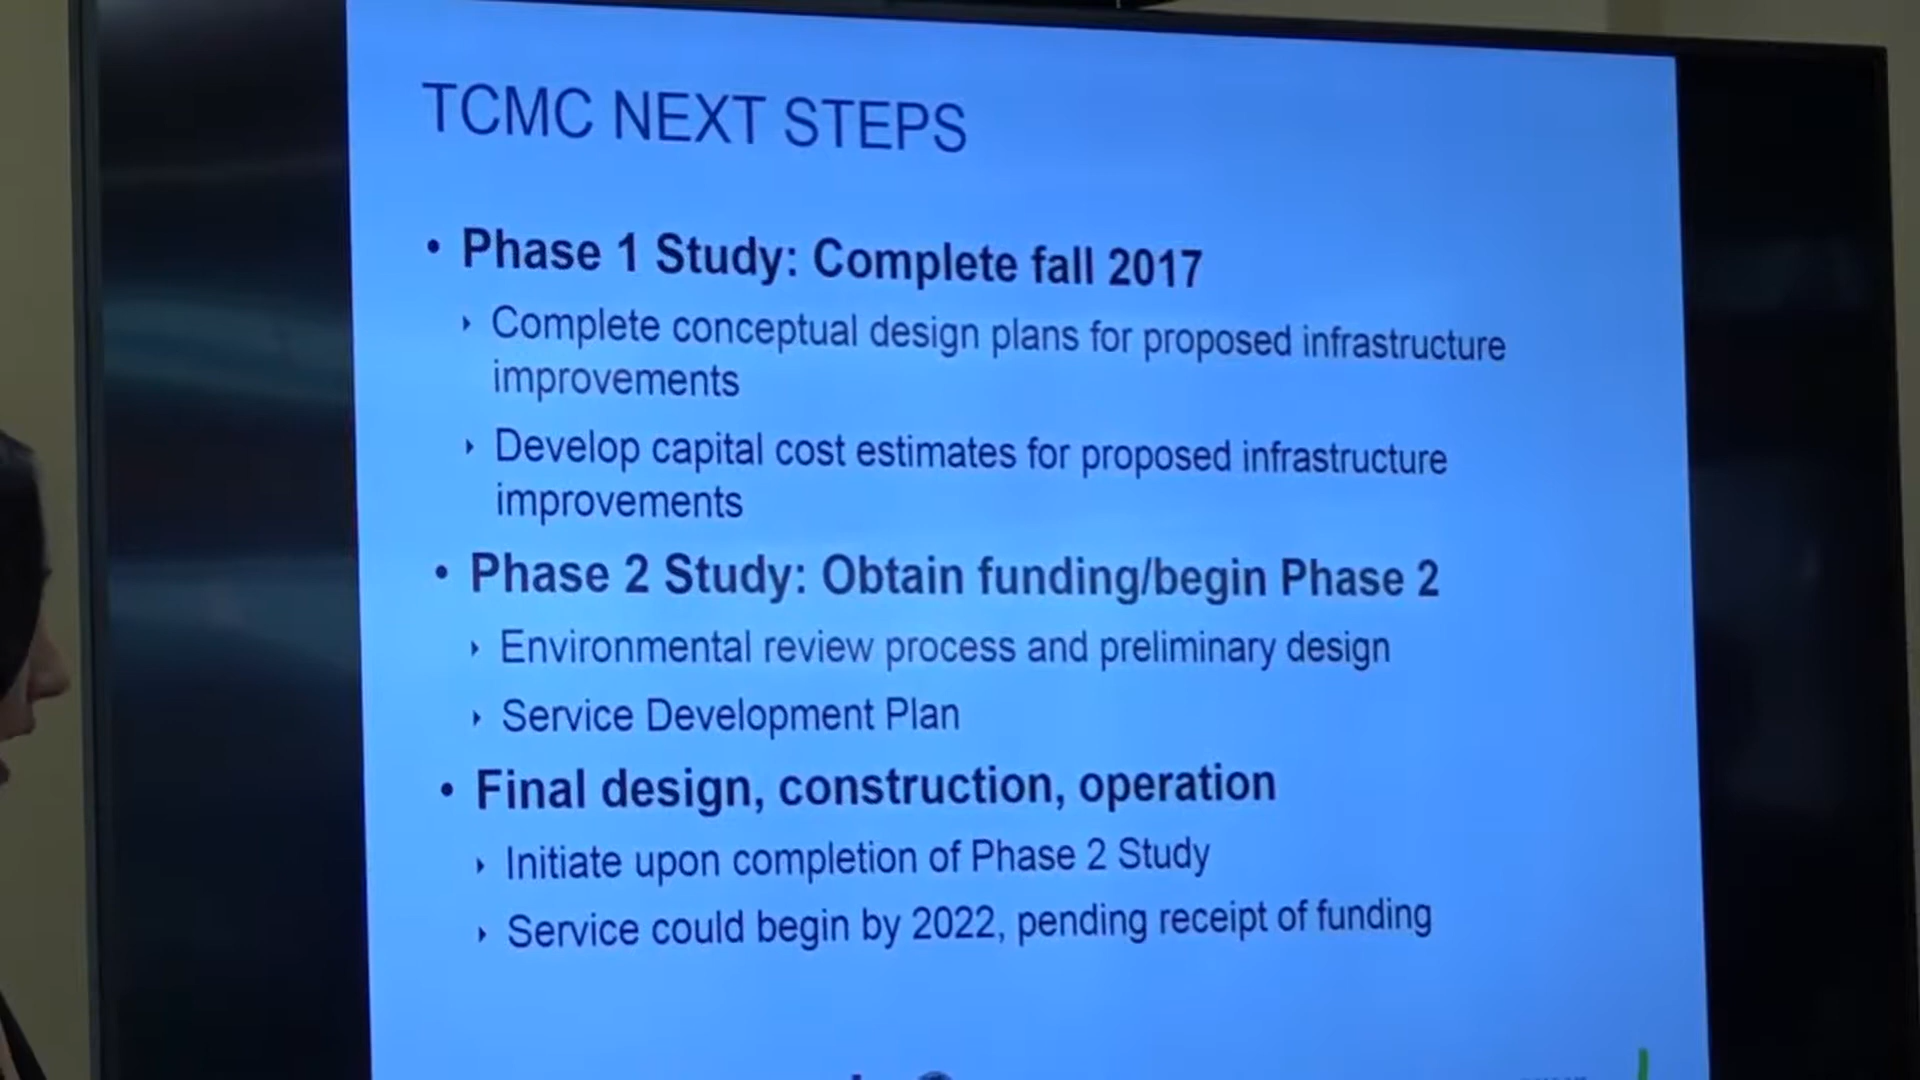 TCMC NEXT STEPS
• Phase 1 Study: Complete fall 2017
‣ Complete conceptual design plans for proposed infrastructure
improvements
‣ Develop capital cost estimates for proposed infrastructure
improvements
• Phase 2 Study: Obtain funding/begin Phase 2
‣ Environmental review process and preliminary design
‣ Service Development Plan
• Final design, construction, operation
‣ Initiate upon completion of Phase 2 Study
‣ Service could begin by 2022, pending receipt of funding